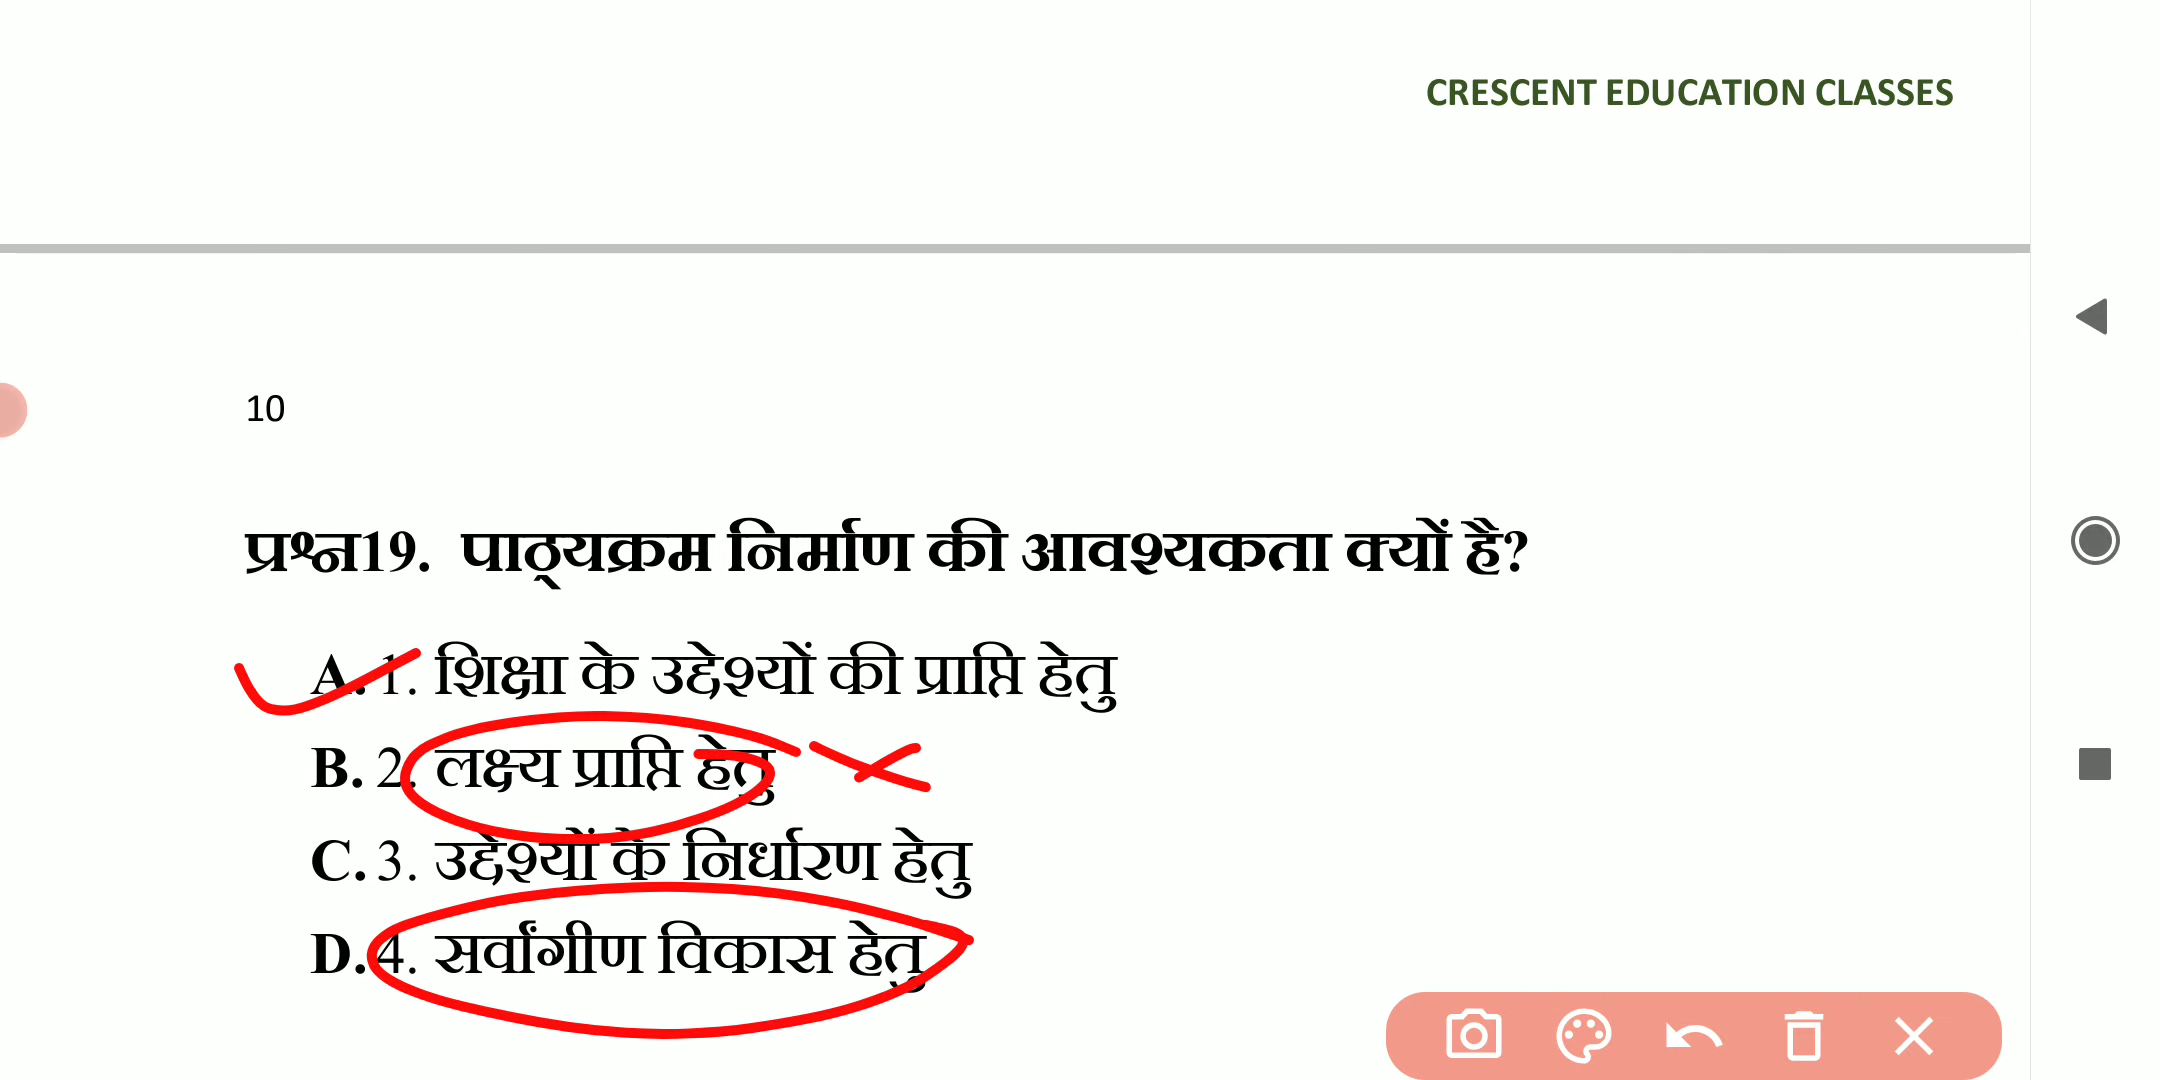 CRESCENT EDUCATION CLASSES
10
प्रश्न19. पाठ्यक्रम निर्माण की आवश्यकता क्यों है?
A. 1. शिक्षा के उद्देश्यों की प्राप्ति हेतु
B. 2. लक्ष्य प्राप्ति हेतु
C. 3. उद्देश्यों के निर्धारण हेतु
D. 4. सर्वांगीण विकास हेतु